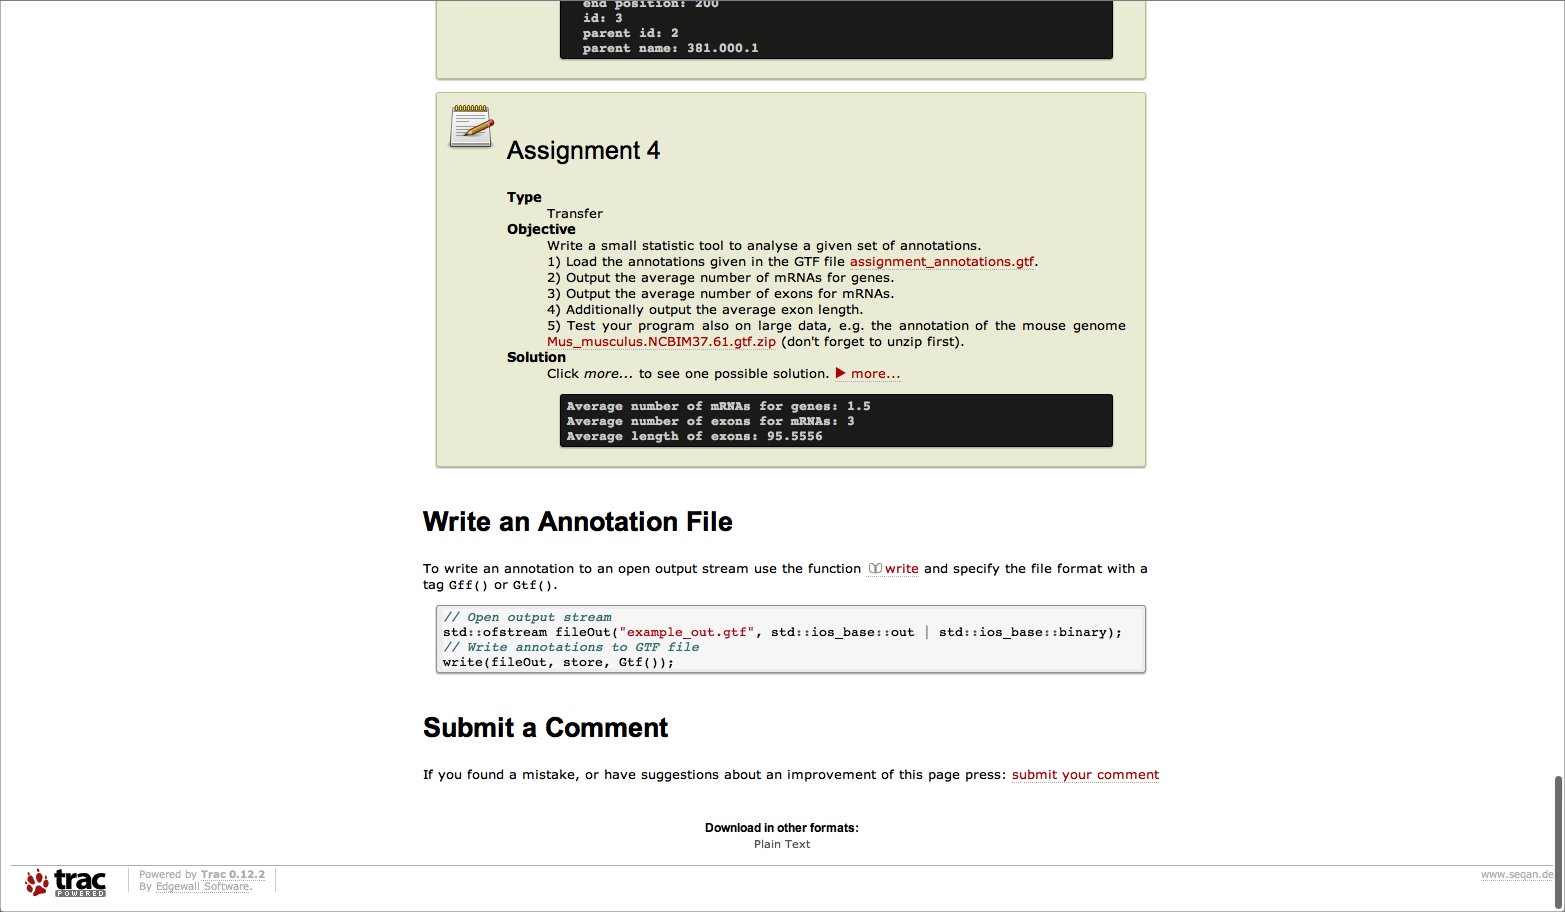 end position: 200
id: 3
parent id: 2
parent name: 381.000.1
Assignment 4
Type
Transfer
Objective
Write a small statistic tool to analyse a given set of annotations.
1) Load the annotations given in the GTF file assignment_annotations.gtf.
2) Output the average number of mRNAs for genes.
3) Output the average number of exons for mRNAs.
4) Additionally output the average exon length.
5) Test your program also on large data, e.g. the annotation of the mouse genome
Mus_musculus.NCBIM37.61.gtf.zip (don't forget to unzip first).
Solution
Click more... to see one possible solution. ▶ more...
Average number of mRNAs for genes: 1.5
Average number of exons for mRNAs: 3
Average length of exons: 95.5556
Write an Annotation File
To write an annotation to an open output stream use the function write and specify the file format with a
tag Gff() or Gtf().
// Open output stream
std::ofstream fileOut("example_out.gtf", std::ios_base::out | std::ios_base::binary);
// Write annotations to GTF file
write(fileOut, store, Gtf());
Submit a Comment
If you found a mistake, or have suggestions about an improvement of this page press: submit your comment
Download in other formats:
Plain Text
trac
POWERED
Powered by Trac 0.12.2
By Edgewall Software.
www.seqan.de